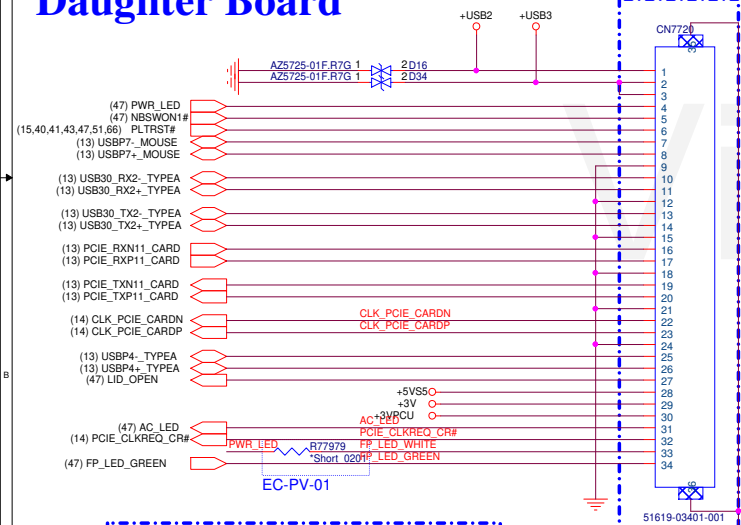 Daughter Board
+USB2
+USB3
CN7720
35
AZ5725-01F.R7G 1 2 D16
AZ5725-01F.R7G 1 2 D34
1
2
3
(47) PWR_LED 4
(47) NBSWON1# 5
(15,40,41,43,47,51,66) PLTRST# 6
(13) USBP7-_MOUSE 7
(13) USBP7+_MOUSE 8
9
(13) USB30_RX2-_TYPEA 10
(13) USB30_RX2+_TYPEA 11
12
(13) USB30_TX2-_TYPEA 13
(13) USB30_TX2+_TYPEA 14
15
(13) PCIE_RXN11_CARD 16
(13) PCIE_RXP11_CARD 17
18
(13) PCIE_TXN11_CARD 19
(13) PCIE_TXP11_CARD 20
21
(14) CLK_PCIE_CARDN CLK_PCIE_CARDN 22
(14) CLK_PCIE_CARDP CLK_PCIE_CARDP 23
24
(13) USBP4-_TYPEA 25
(13) USBP4+_TYPEA 26
(47) LID_OPEN 27
+5VS5 28
+3V 29
+3VPCU 30
(47) AC_LED AC_LED 31
(14) PCIE_CLKREQ_CR# PCIE_CLKREQ_CR# 32
PWR_LED R77979 FP_LED_WHITE 33
*Short_0201
(47) FP_LED_GREEN FP_LED_GREEN 34
EC-PV-01
36
51619-03401-001
B
Vi